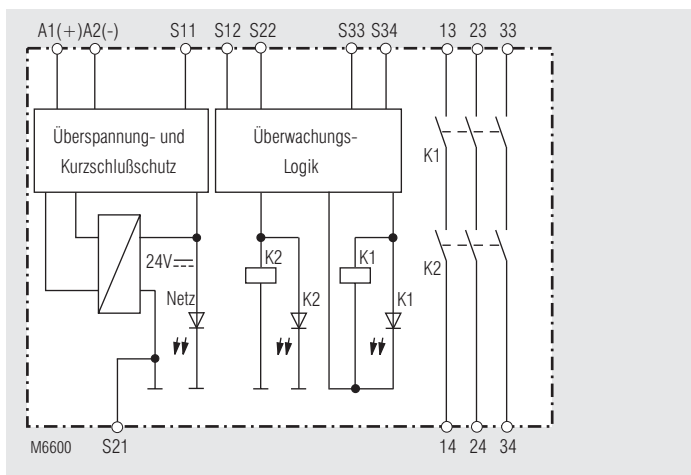 A1(+) A2(-) S11 S12 S22 S33 S34 13 23 33
Überspannung- und
Kurzschlußschutz
Überwachungs-
Logik
K1
K2
24V
K2
K1
Netz
K2
K1
M6600 S21 14 24 34